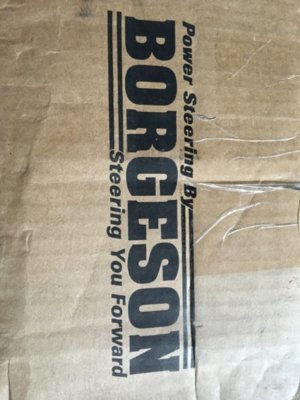 Power Steering By
BORGESON
Steering You Forward